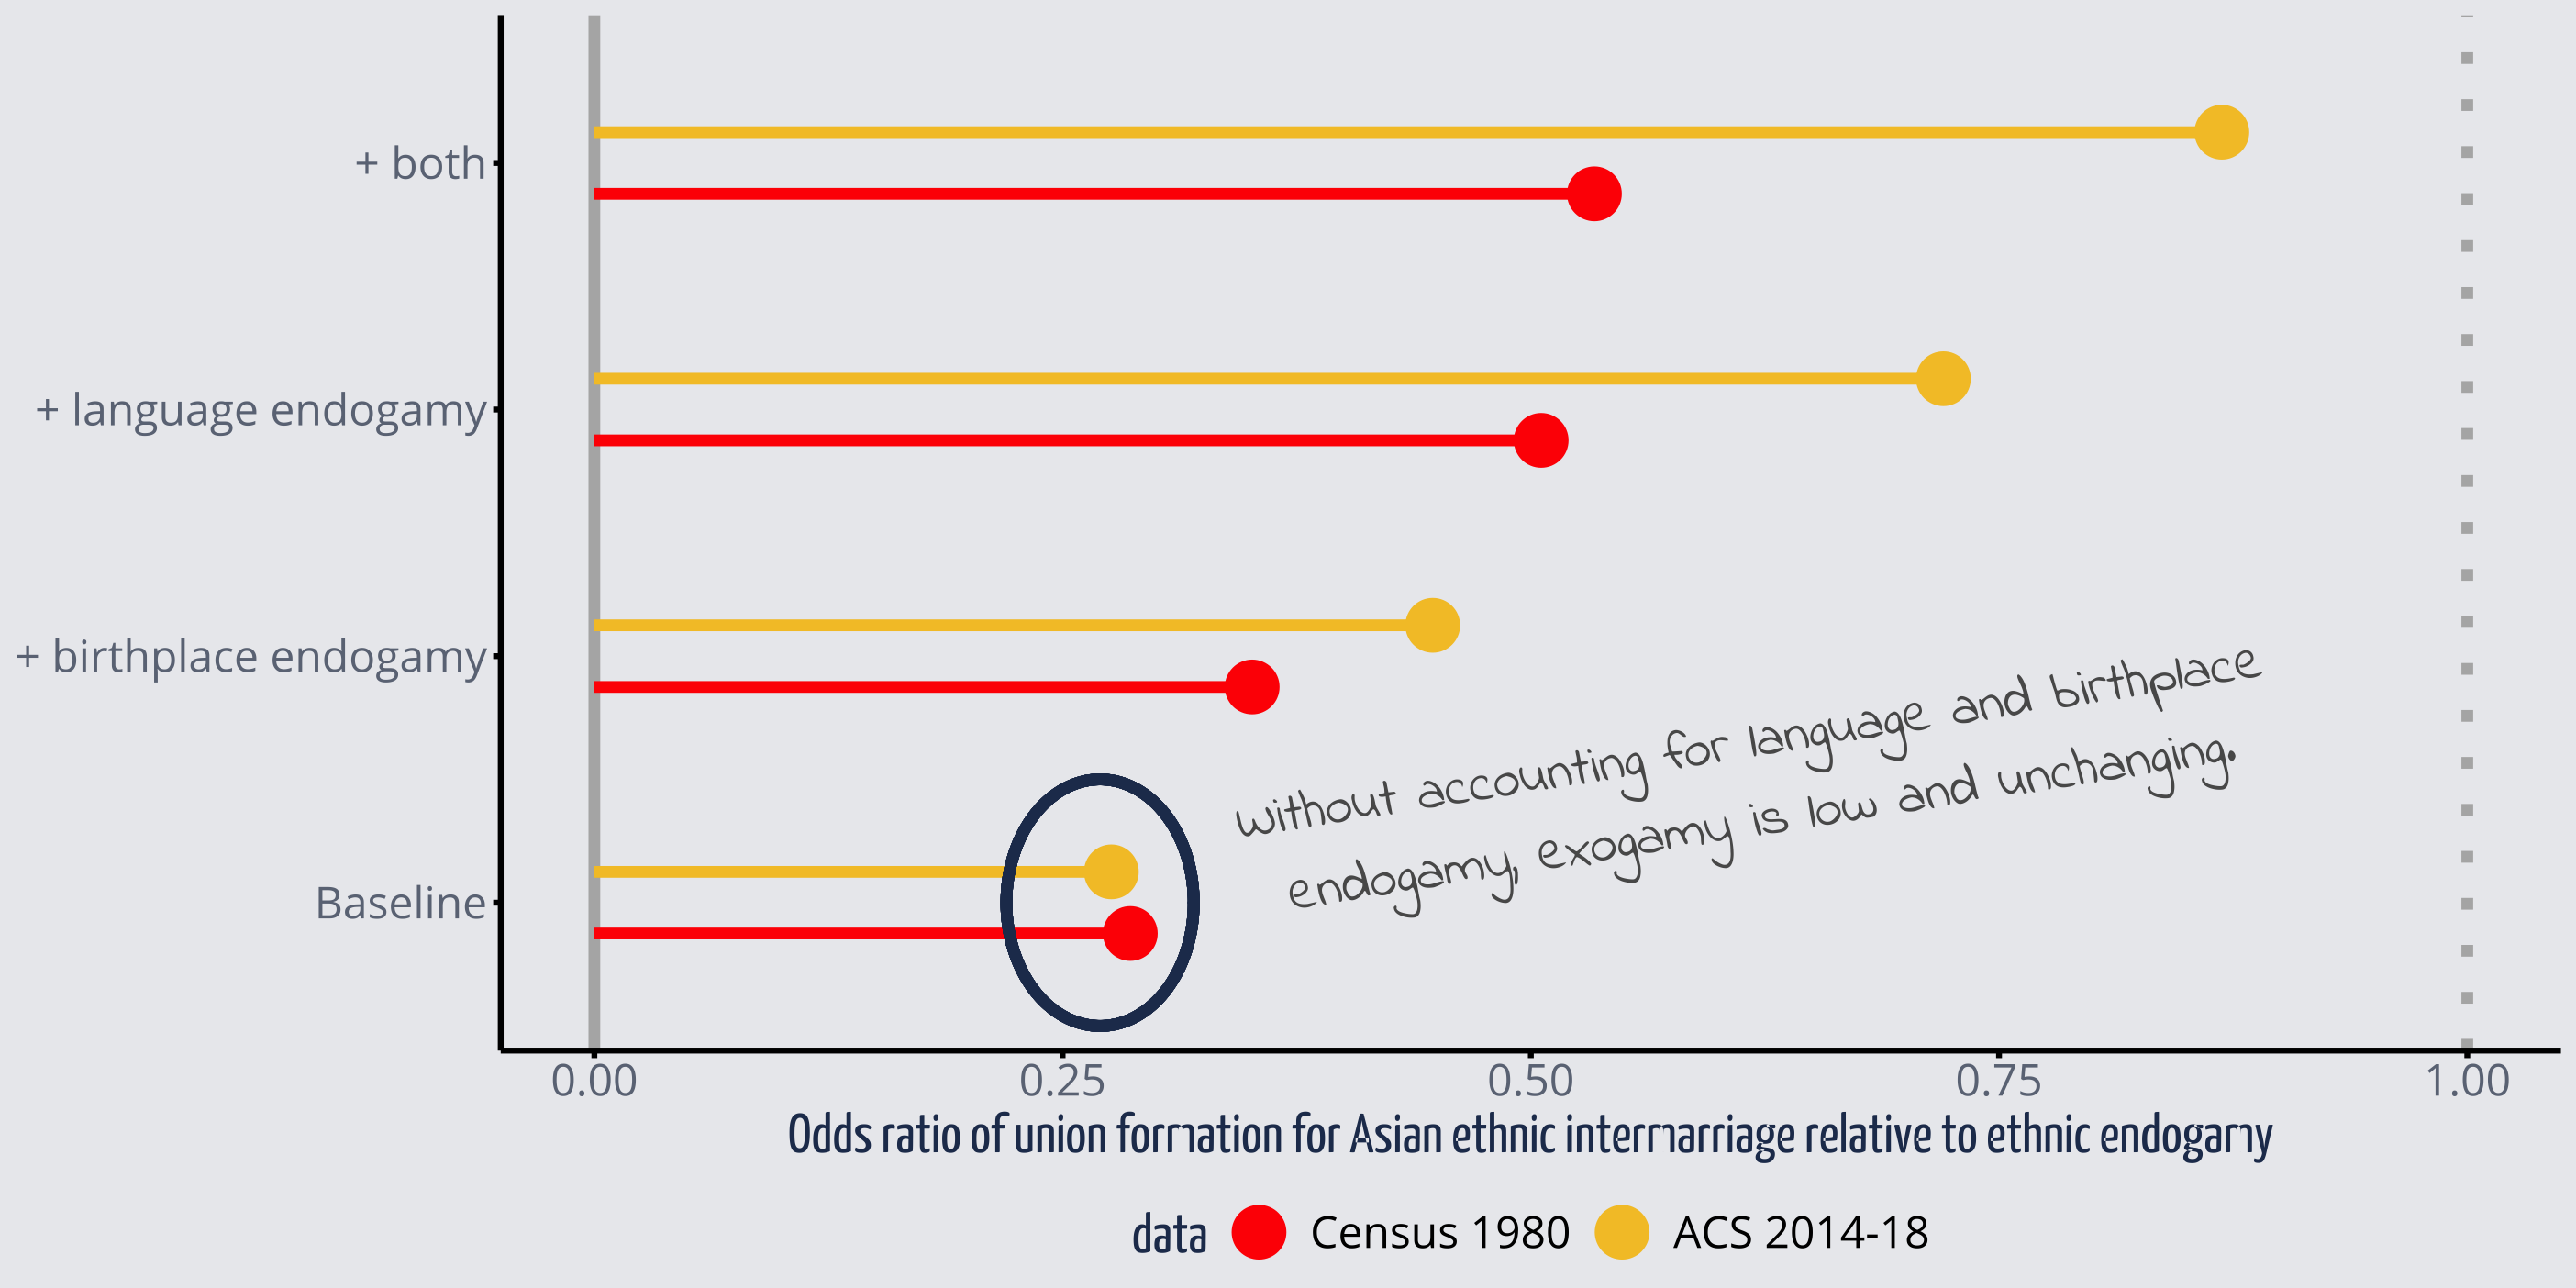 + both
+ language endogamy
+ birthplace endogamy
without accounting for language and birthplace
endogamy, exogamy is low and unchanging.
Baseline
0.00 0.25 0.50 0.75 1.00
Odds ratio of union formation for Asian ethnic intermarriage relative to ethnic endogamy
data Census 1980 ACS 2014-18